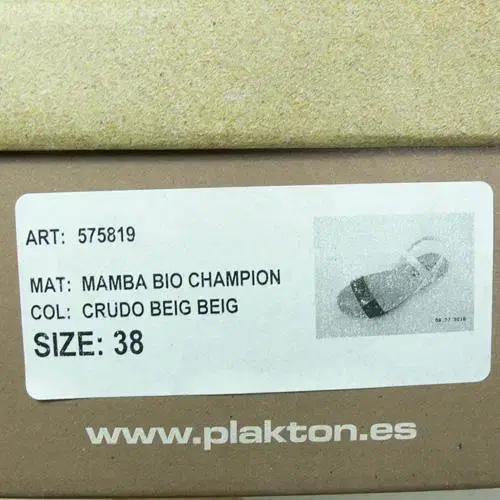 ART: 575819
MAT: MAMBA BIO CHAMPION
COL: CRUDO BEIG BEIG
SIZE: 38
www.plakton.es